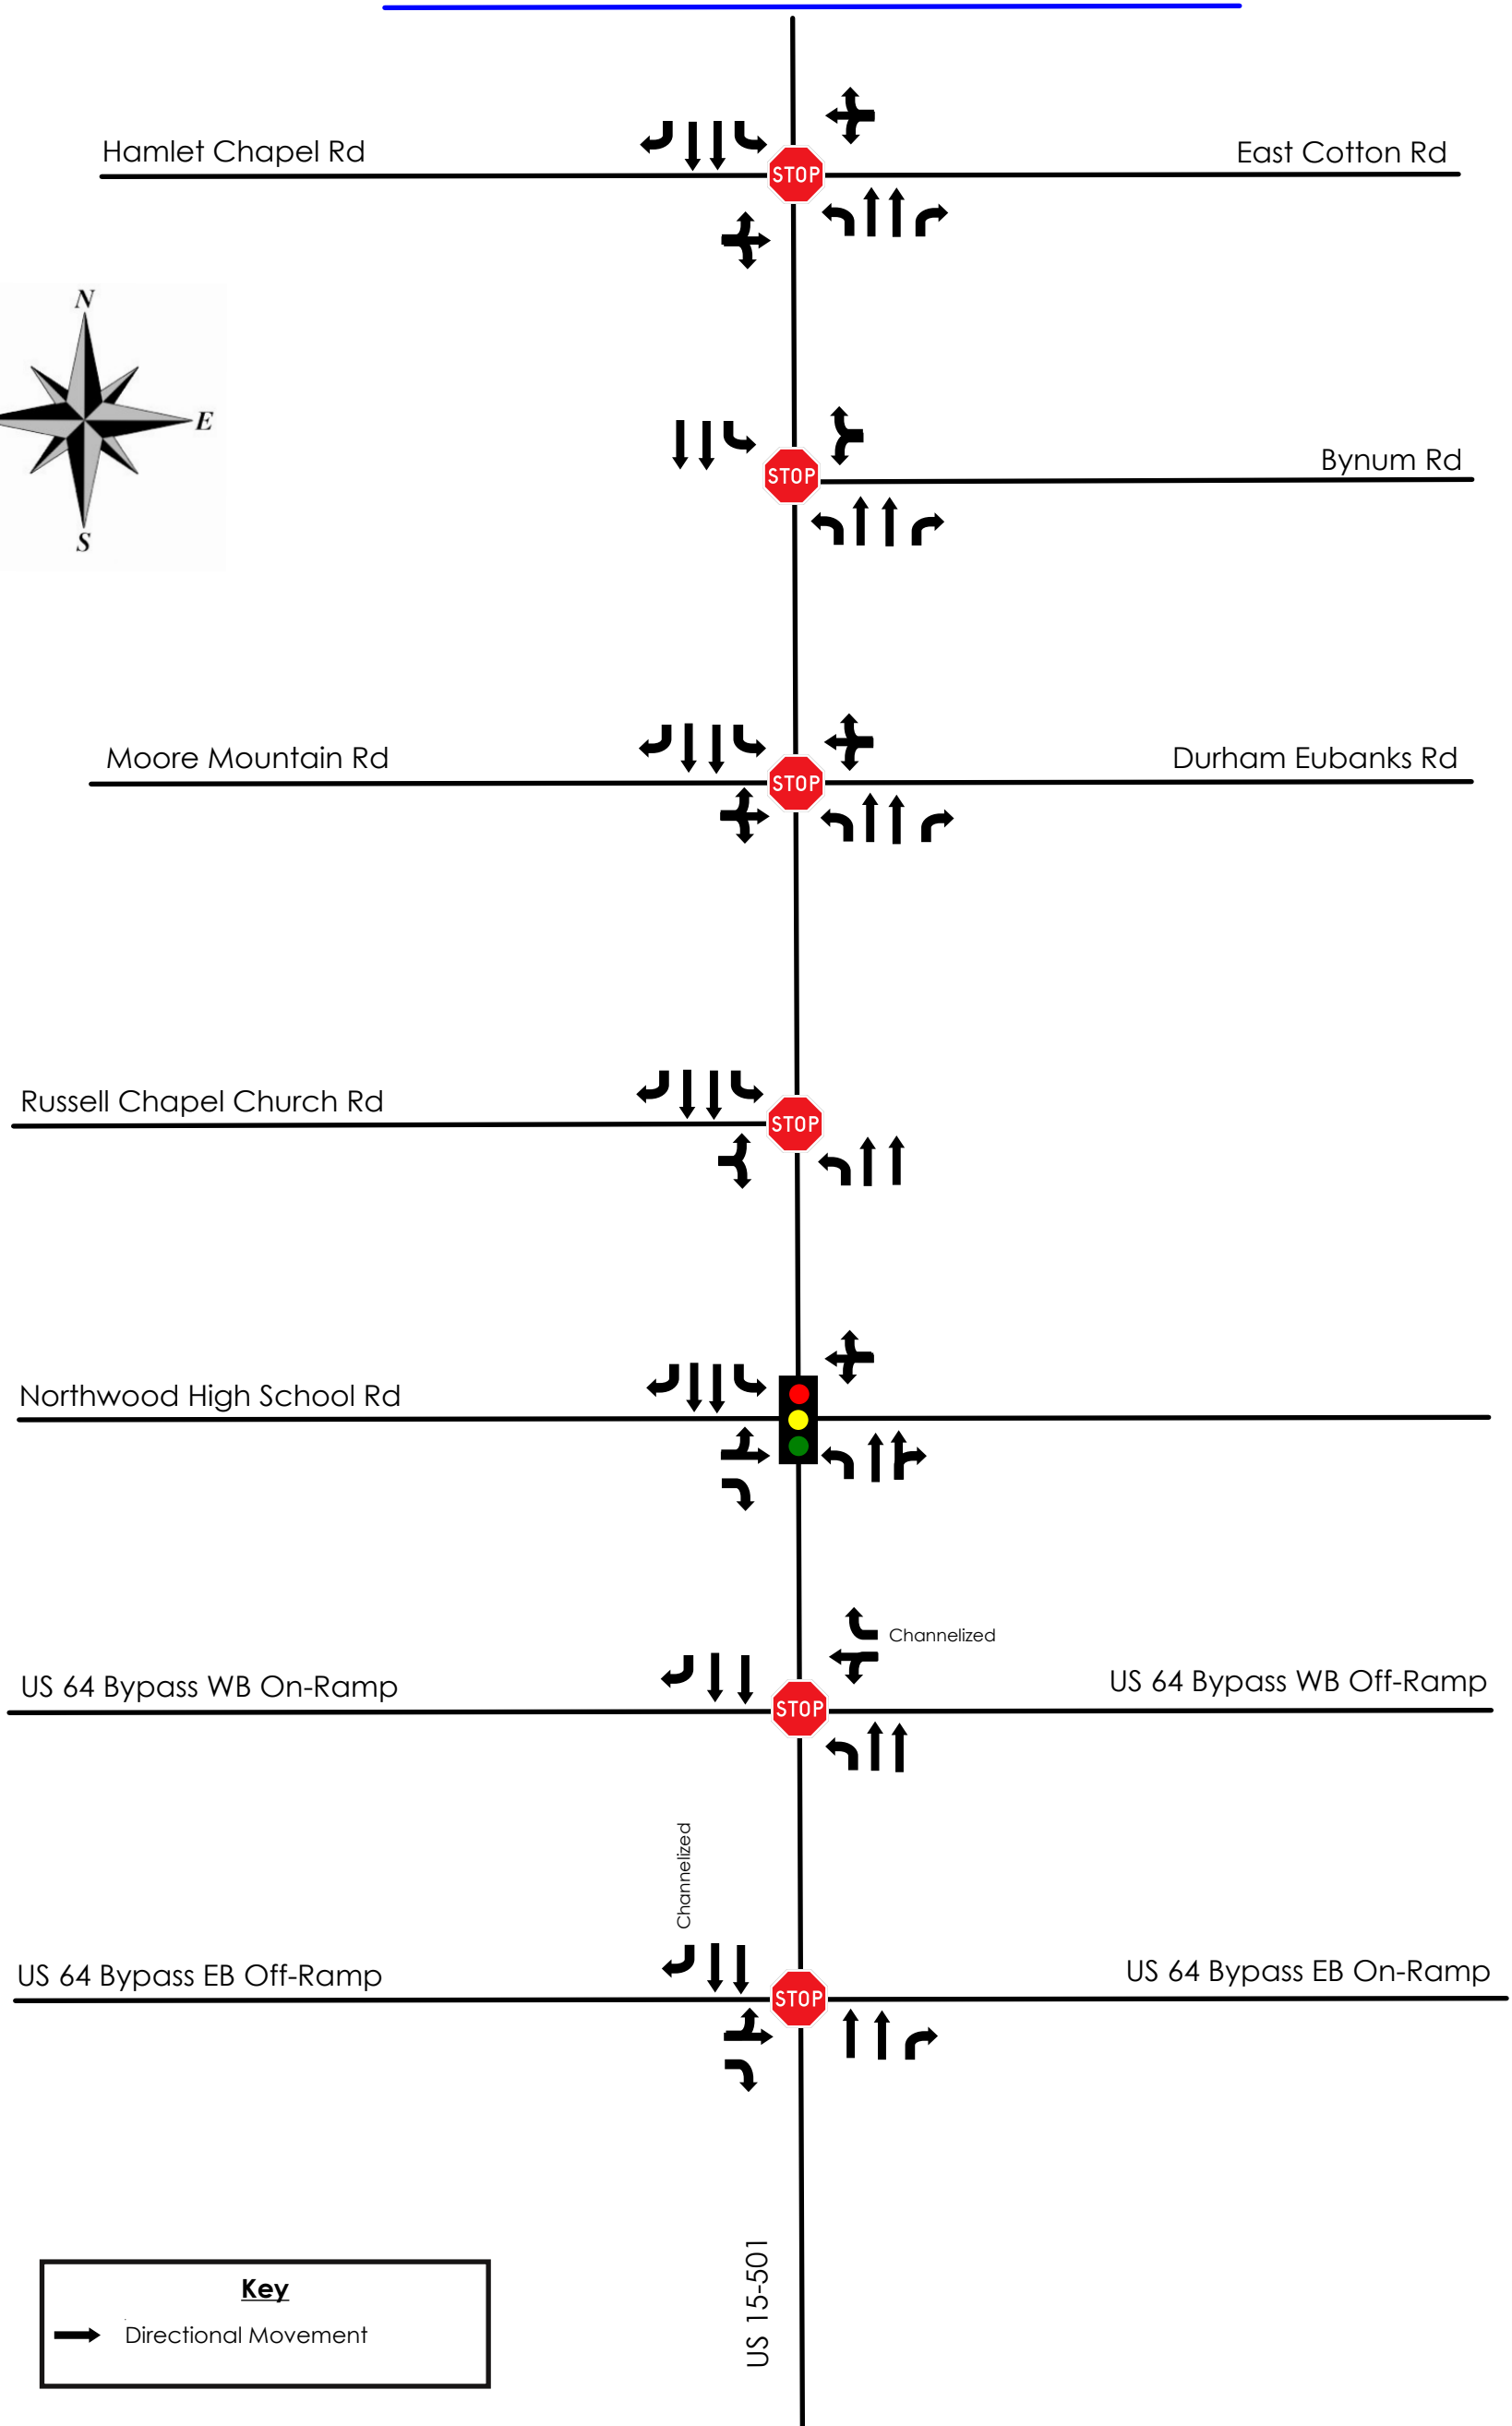 Hamlet Chapel Rd
East Cotton Rd
STOP
N
E
S
Bynum Rd
STOP
Moore Mountain Rd
Durham Eubanks Rd
STOP
Russell Chapel Church Rd
STOP
Northwood High School Rd
Channelized
US 64 Bypass WB On-Ramp
US 64 Bypass WB Off-Ramp
STOP
Channelized
US 64 Bypass EB Off-Ramp
US 64 Bypass EB On-Ramp
STOP
US 15-501
Key
Directional Movement